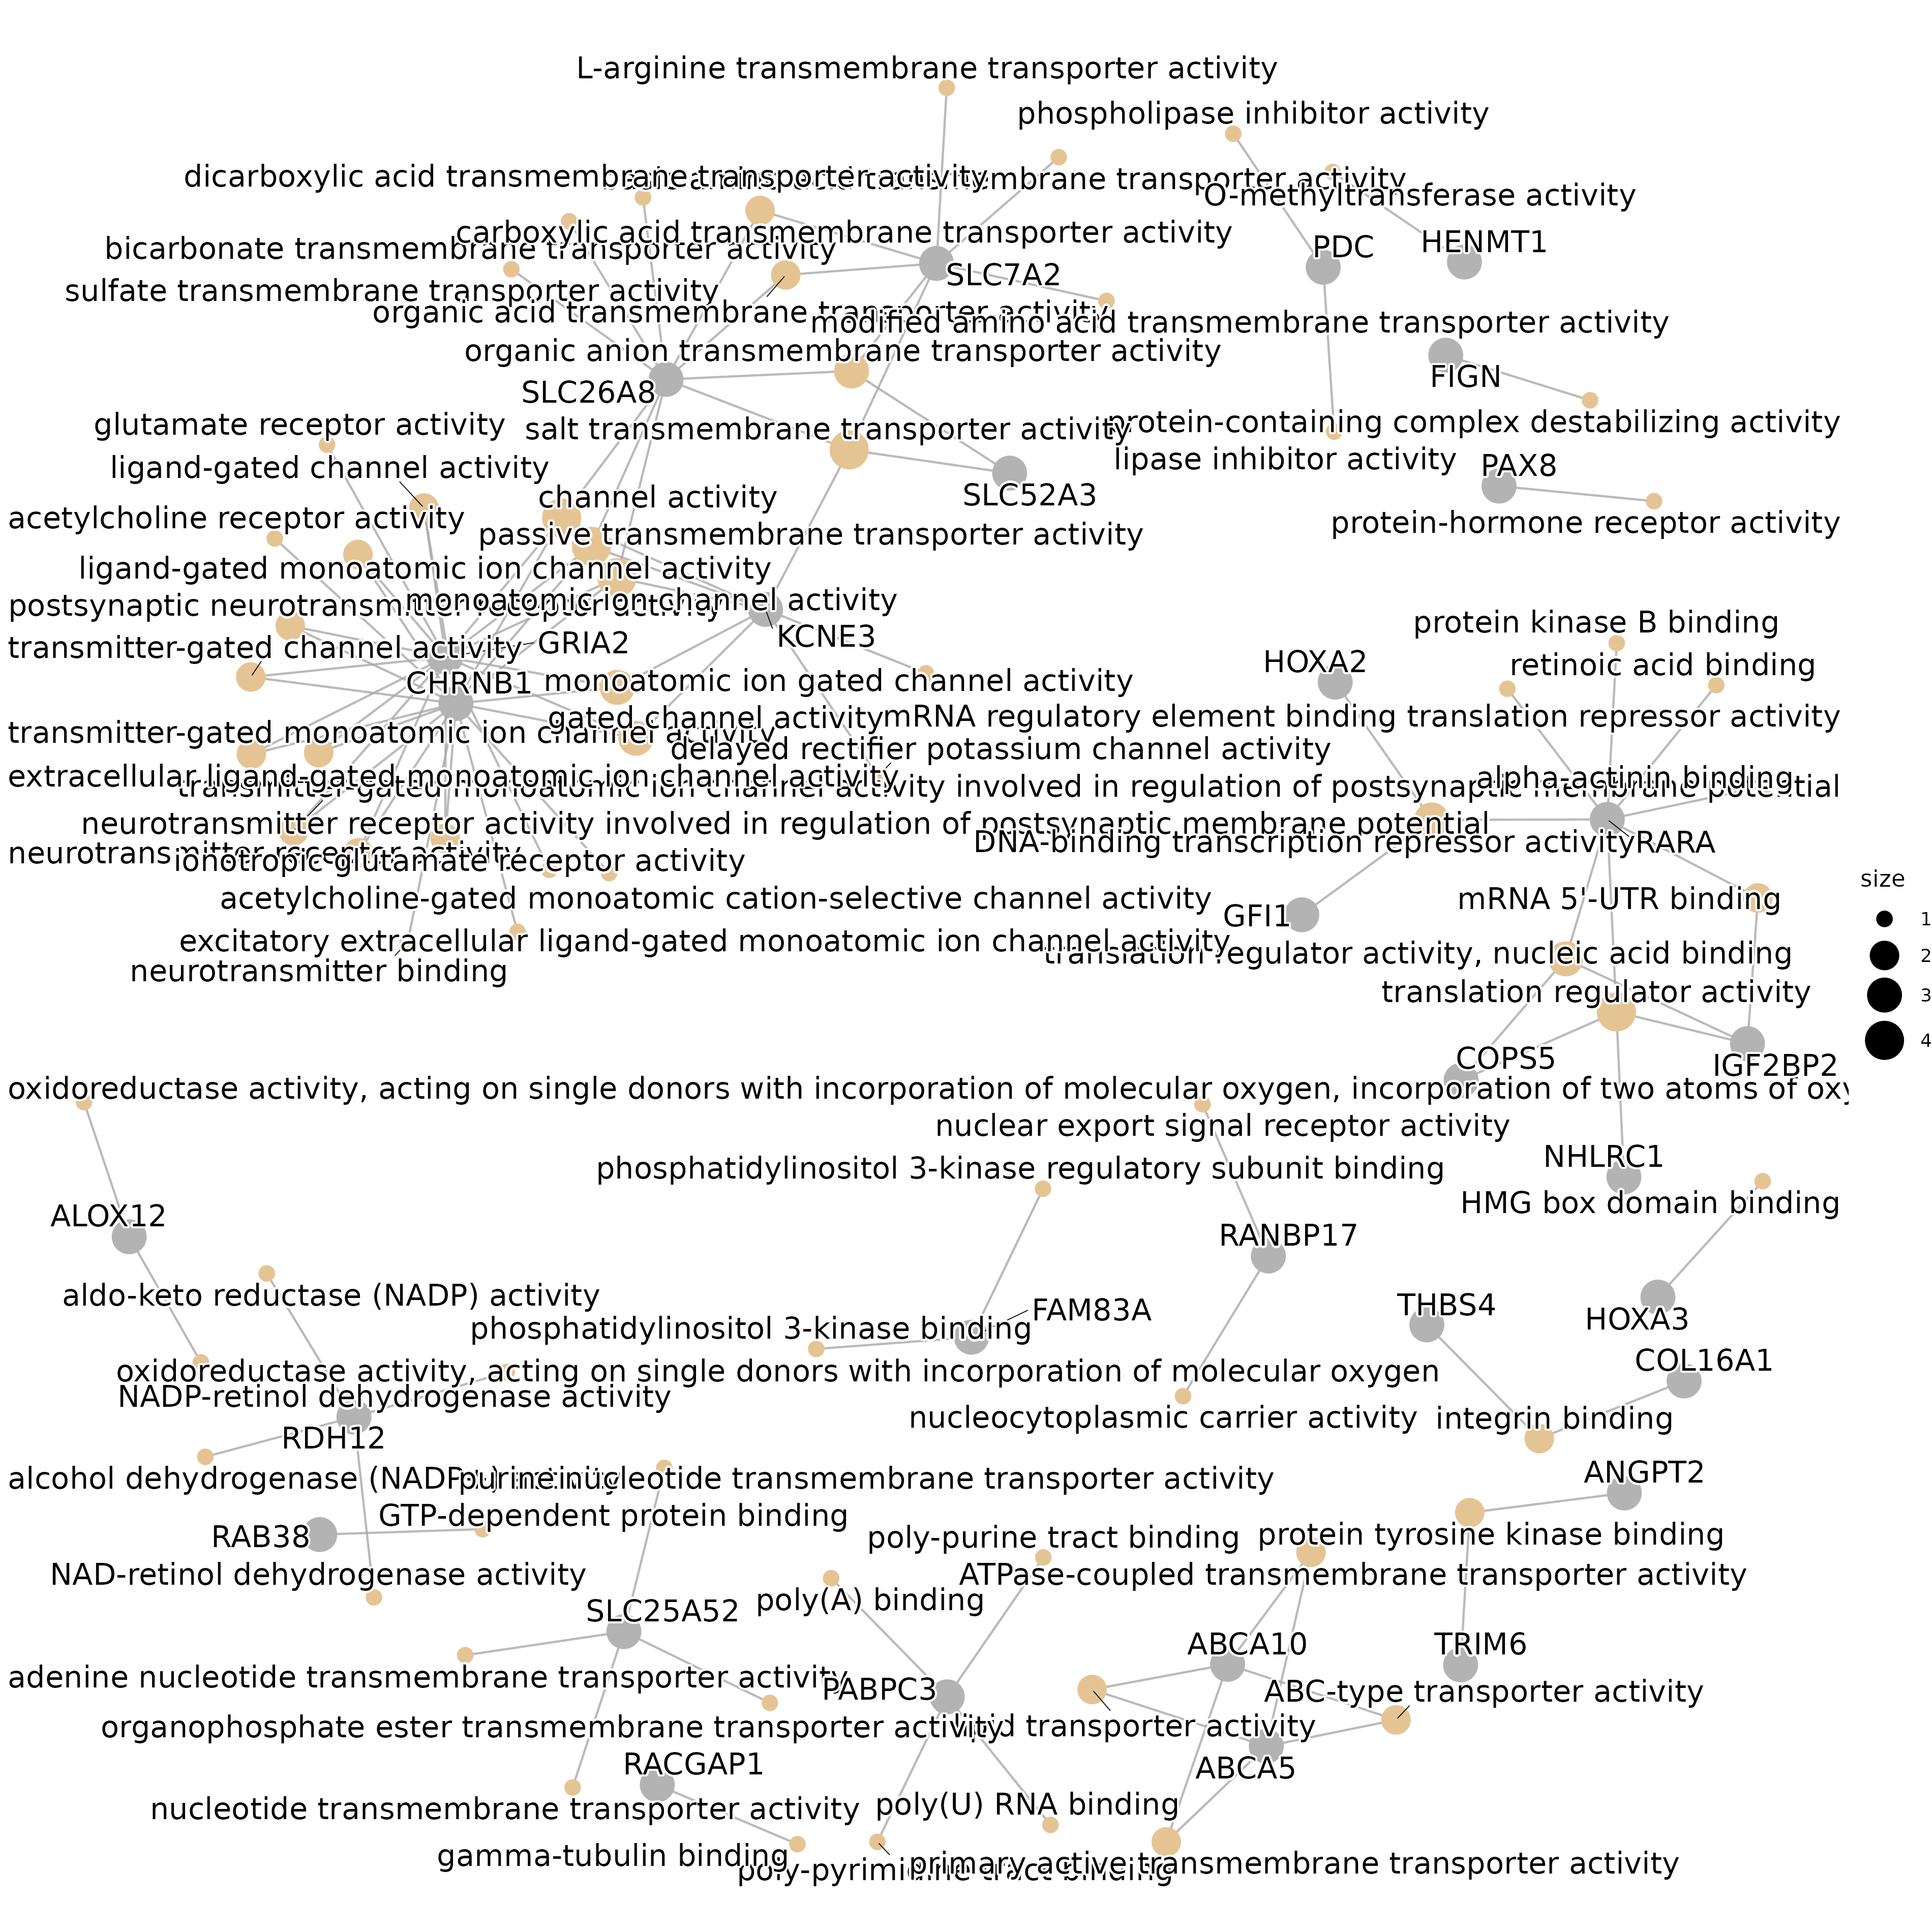 L-arginine transmembrane transporter activity
phospholipase inhibitor activity
dicarboxylic acid transmembrane transporter activity
transporter activity
O-methyltransferase activity
carboxylic acid transmembrane transporter activity
bicarbonate transmembrane transporter activity
PDC
HENMT1
SLC7A2
sulfate transmembrane transporter activity
organic acid transmembrane transporter activity
modified amino acid transmembrane transporter activity
organic anion transmembrane transporter activity
FIGN
SLC26A8
glutamate receptor activity
salt transmembrane transporter activity
protein-containing complex destabilizing activity
ligand-gated channel activity
lipase inhibitor activity
PAX8
channel activity
SLC52A3
acetylcholine receptor activity
passive transmembrane transporter activity
protein-hormone receptor activity
ligand-gated monoatomic ion channel activity
postsynaptic neurotransmitter receptor activity
monoatomic ion channel activity
protein kinase B binding
transmitter-gated channel activity
GRIA2
KCNE3
HOXA2
retinoic acid binding
CHRNB1
monoatomic ion gated channel activity
gated channel activity
mRNA regulatory element binding translation repressor activity
transmitter-gated monoatomic ion channel activity
delayed rectifier potassium channel activity
extracellular ligand-gated monoatomic ion channel activity
alpha-actinin binding
transmitter-gated monoatomic ion channel activity involved in regulation of postsynaptic membrane potential
neurotransmitter receptor activity involved in regulation of postsynaptic membrane potential
DNA-binding transcription repressor activity
RARA
neurotransmitter receptor activity
ionotropic glutamate receptor activity
size
acetylcholine-gated monoatomic cation-selective channel activity
mRNA 5'-UTR binding
GFI1
1
excitatory extracellular ligand-gated monoatomic ion channel activity
translation regulator activity, nucleic acid binding
2
neurotransmitter binding
translation regulator activity
3
4
COPS5
IGF2BP2
oxidoreductase activity, acting on single donors with incorporation of molecular oxygen, incorporation of two atoms of oxy
nuclear export signal receptor activity
NHLRC1
phosphatidylinositol 3-kinase regulatory subunit binding
HMG box domain binding
ALOX12
RANBP17
aldo-keto reductase (NADP) activity
FAM83A
THBS4
HOXA3
phosphatidylinositol 3-kinase binding
COL16A1
oxidoreductase activity, acting on single donors with incorporation of molecular oxygen
NADP-retinol dehydrogenase activity
nucleocytoplasmic carrier activity
integrin binding
RDH12
alcohol dehydrogenase
purine nucleotide transmembrane transporter activity
ANGPT2
GTP-dependent protein binding
RAB38
poly-purine tract binding
protein tyrosine kinase binding
NAD-retinol dehydrogenase activity
ATPase-coupled transmembrane transporter activity
poly(A) binding
SLC25A52
ABCA10
TRIM6
adenine nucleotide transmembrane transporter activity
PABPC3
ABC-type transporter activity
organophosphate ester transmembrane transporter activity
lipid transporter activity
RACGAP1
ABCA5
nucleotide transmembrane transporter activity
poly(U) RNA binding
gamma-tubulin binding
poly-pyrimidine tract binding
primary active transmembrane transporter activity